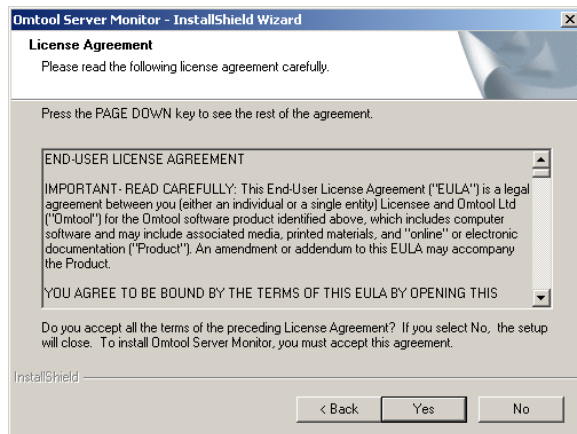 Omtool Server Monitor - InstallShield Wizard
License Agreement
Please read the following license agreement carefully.
Press the PAGE DOWN key to see the rest of the agreement.
END-USER LICENSE AGREEMENT
IMPORTANT- READ CAREFULLY: This End-User License Agreement ("EULA") is a legal
agreement between you (either an individual or a single entity) Licensee and Omtool Ltd
("Omtool") for the Omtool software product identified above, which includes computer
software and may include associated media, printed materials, and "online" or electronic
documentation ("Product"). An amendment or addendum to this EULA may accompany
the Product.
YOU AGREE TO BE BOUND BY THE TERMS OF THIS EULA BY OPENING THIS
Do you accept all the terms of the preceding License Agreement? If you select No, the setup
will close. To install Omtool Server Monitor, you must accept this agreement.
InstallShield
< Back Yes No